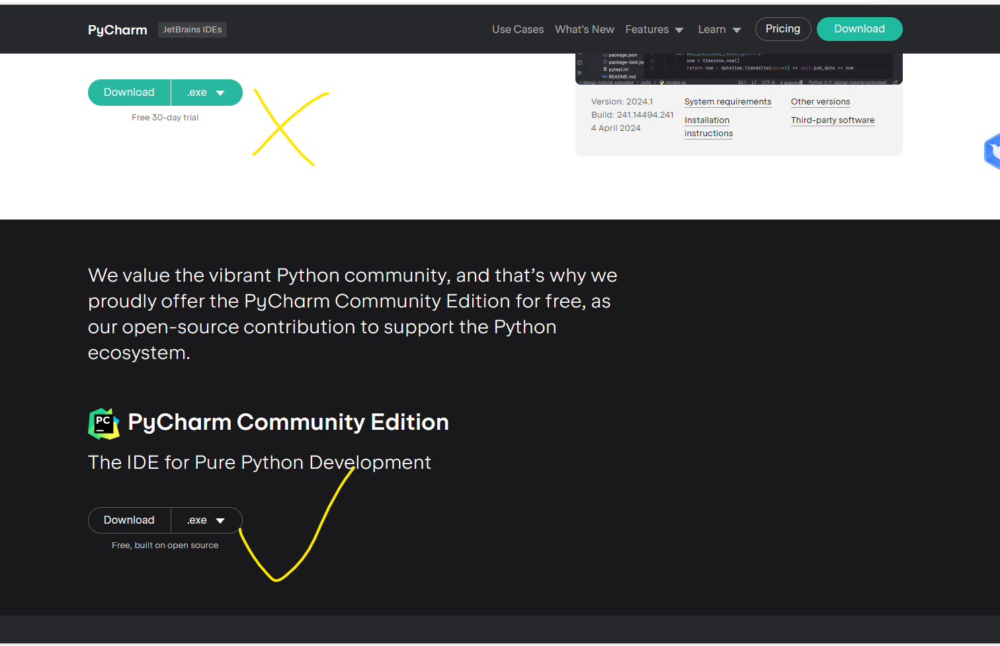 PyCharm JetBrains IDEs Use Cases What's New Features Learn Pricing Download
package.json
18 now = timezone.now()
package-lock.js
19 return now - datetime.timedelta(days=1) <= self.pub_date <= now
pytest.ini
README.md
django-tutorial-extended > polls > models.py 32:1 LF UTF-8 4 spaces Python 3.11 (django-tutorial-extended)
Download .exe
Free 30-day trial
Version: 2024.1
Build: 241.14494.241
4 April 2024
System requirements
Installation
instructions
Other versions
Third-party software
We value the vibrant Python community, and that’s why we
proudly offer the PyCharm Community Edition for free, as
our open-source contribution to support the Python
ecosystem.
PC PyCharm Community Edition
The IDE for Pure Python Development
Download .exe
Free, built on open source